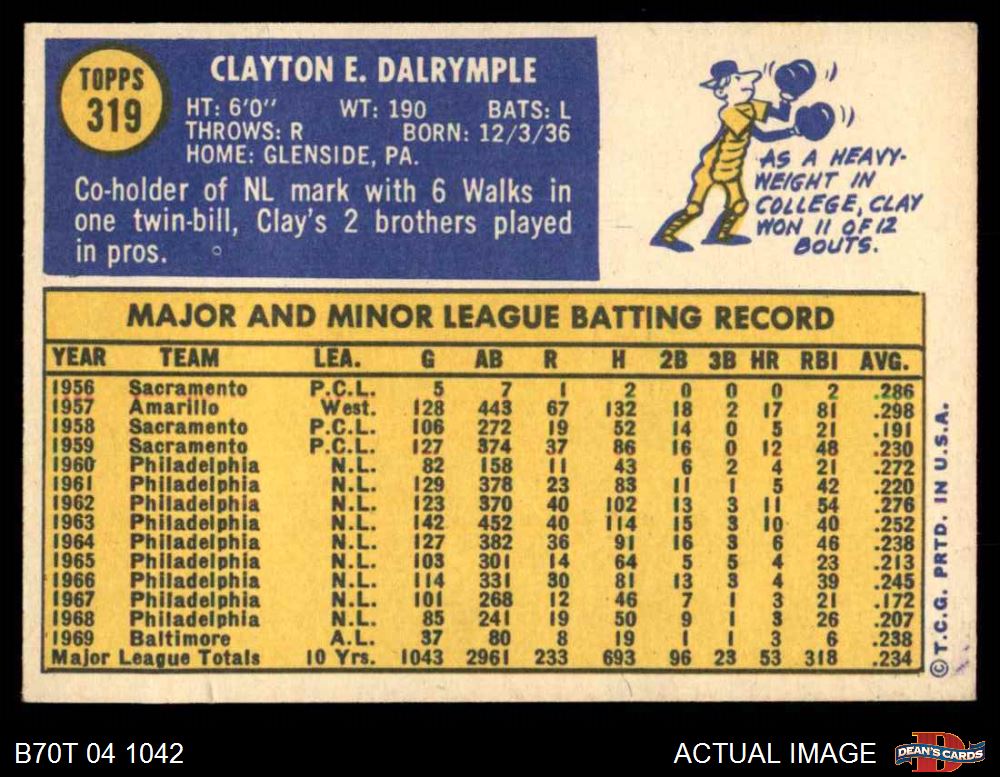 TOPPS
319
CLAYTON E. DALRYMPLE
HT: 6'0" WT: 190 BATS: L
THROWS: R BORN: 12/3/36
HOME: GLENSIDE, PA.
Co-holder of NL mark with 6 Walks in
one twin-bill, Clay's 2 brothers played
in pros.
AS A HEAVY-
WEIGHT IN
COLLEGE, CLAY
WON 11 OF 12
BOUTS.
MAJOR AND MINOR LEAGUE BATTING RECORD
YEAR TEAM LEA. G AB R H 2B 3B HR RBI AVG.
1956 Sacramento P.C.L. 5 7 1 2 0 0 0 2 .286
1957 Amarillo West. 128 443 67 132 18 2 17 81 .298
1958 Sacramento P.C.L. 106 272 19 52 14 0 5 21 .191
1959 Sacramento P.C.L. 127 374 37 86 16 0 12 48 .230
1960 Philadelphia N.L. 82 158 11 43 6 2 4 21 .272
1961 Philadelphia N.L. 129 378 23 83 11 1 5 42 .220
1962 Philadelphia N.L. 123 370 40 102 13 3 11 54 .276
1963 Philadelphia N.L. 142 452 40 114 15 3 10 40 .252
1964 Philadelphia N.L. 127 382 36 91 16 3 6 46 .238
1965 Philadelphia N.L. 103 301 14 64 5 5 4 23 .213
1966 Philadelphia N.L. 114 331 30 81 13 3 4 39 .245
1967 Philadelphia N.L. 101 268 12 46 7 1 3 21 .172
1968 Philadelphia N.L. 85 241 19 50 9 1 3 26 .207
1969 Baltimore A.L. 37 80 8 19 1 1 3 6 .238
Major League Totals 10 Yrs. 1043 2961 233 693 96 23 53 318 .234
© T.C.G. PRTD. IN U.S.A.
B70T 04 1042
ACTUAL IMAGE
DEAN'S CARDS